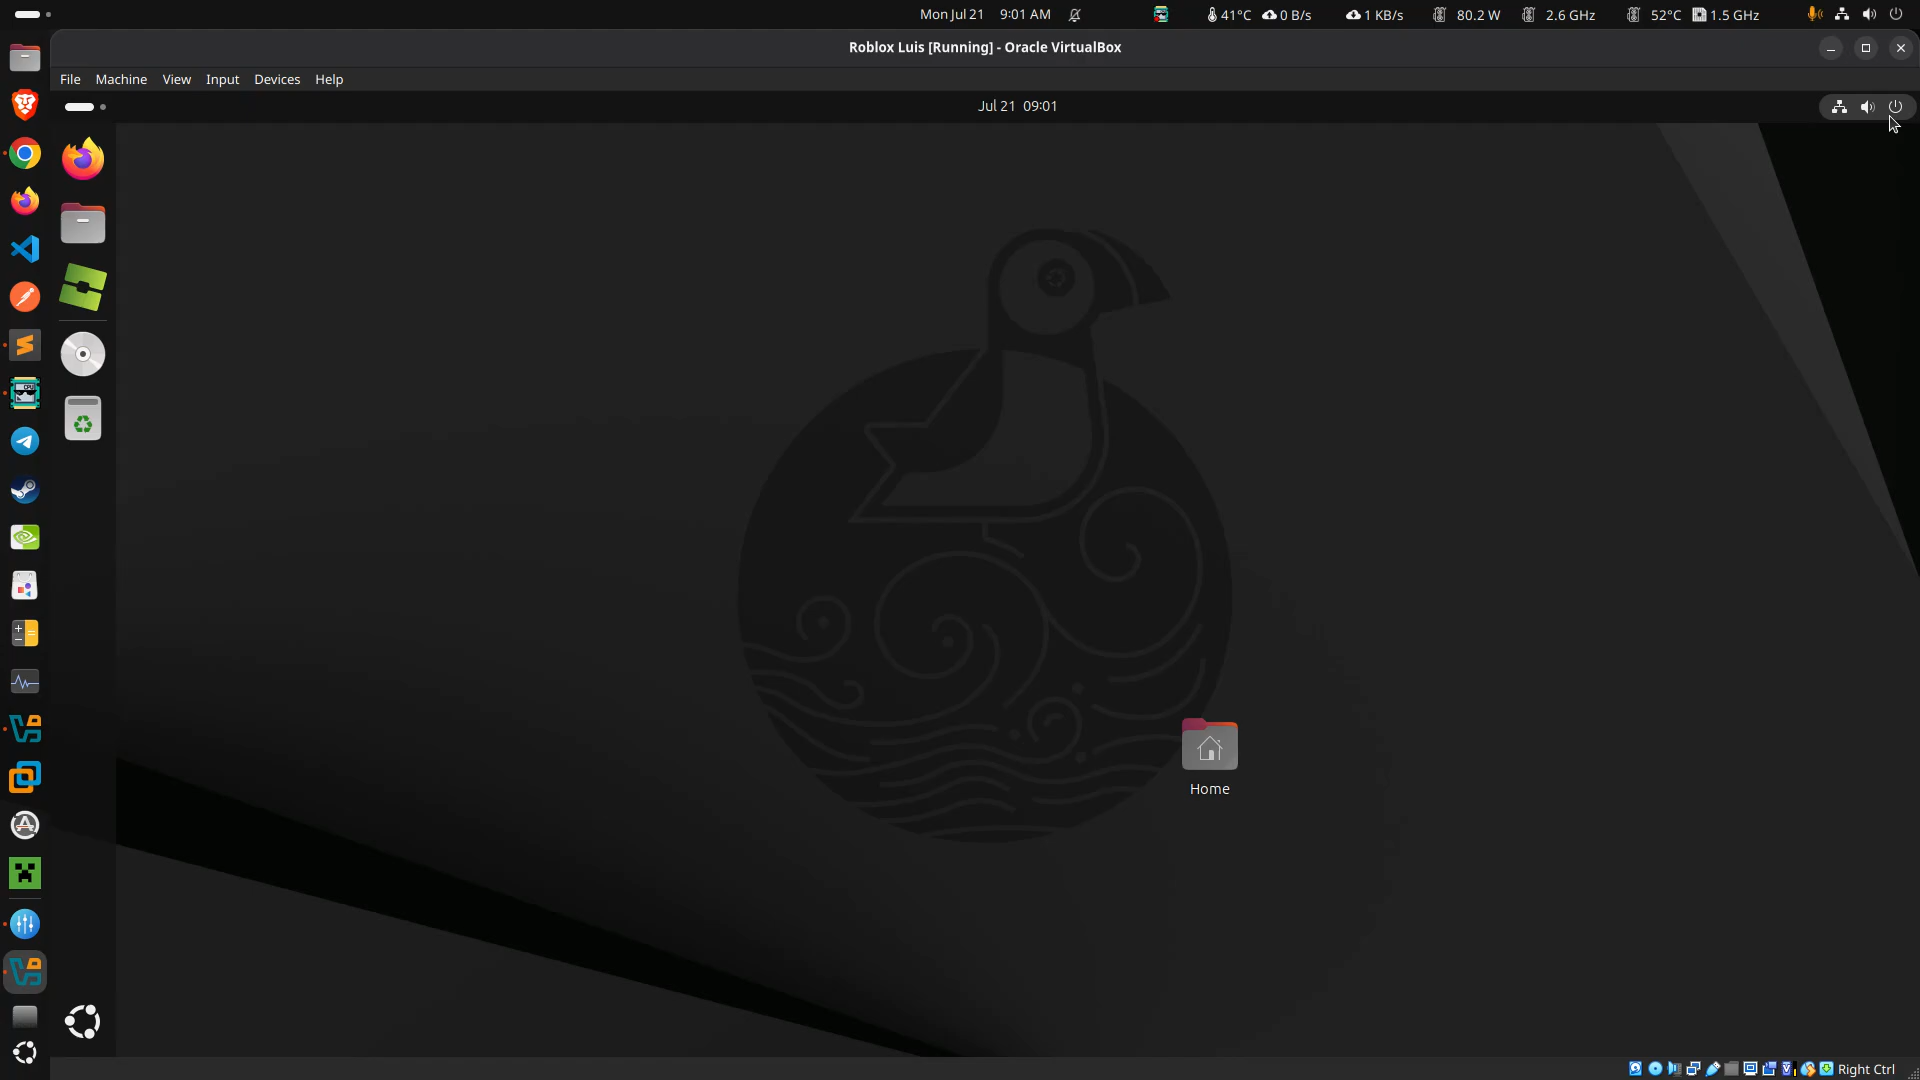 Mon Jul 21 9:01 AM 41°C 0 B/s 1 KB/s 80.2 W 2.6 GHz 52°C 1.5 GHz
Roblox Luis [Running] - Oracle VirtualBox
File Machine View Input Devices Help
Jul 21 09:01
Home
Right Ctrl